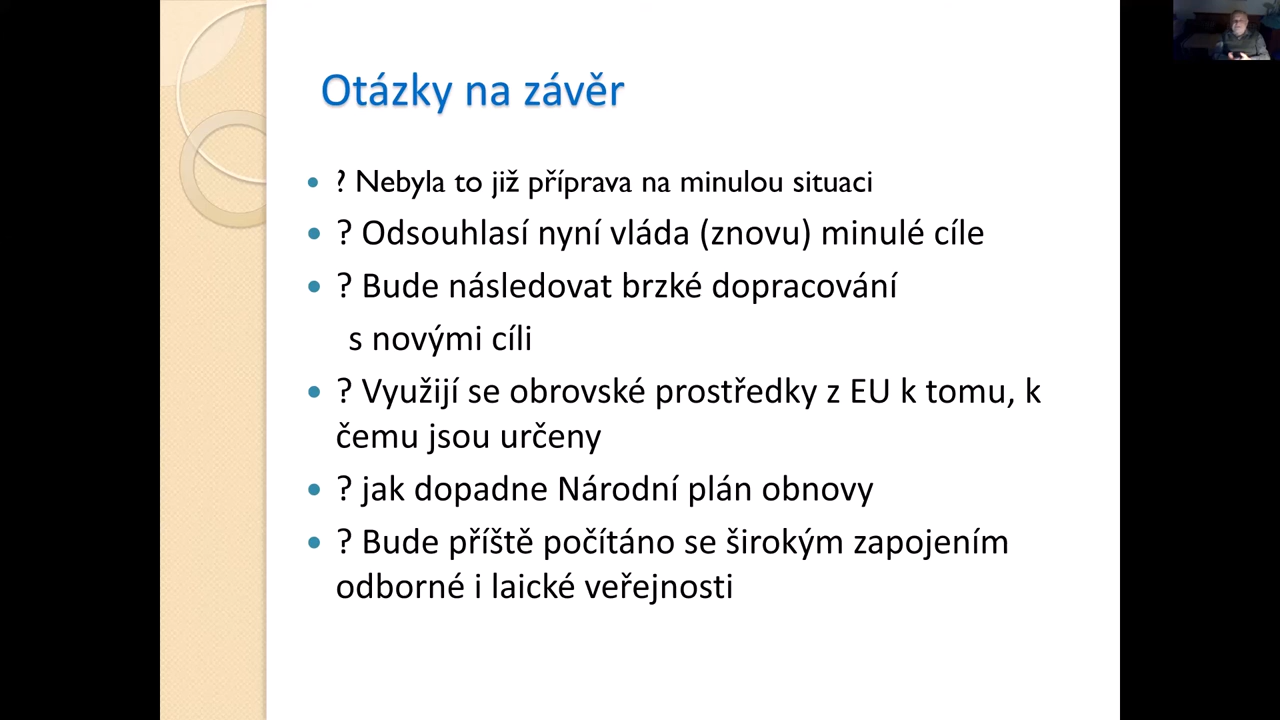 Otázky na závěr
? Nebyla to již příprava na minulou situaci
? Odsouhlasí nyní vláda (znovu) minulé cíle
? Bude následovat brzké dopracování
s novými cíli
? Využijí se obrovské prostředky z EU k tomu, k
čemu jsou určeny
? jak dopadne Národní plán obnovy
? Bude příště počítáno se širokým zapojením
odborné i laické veřejnosti